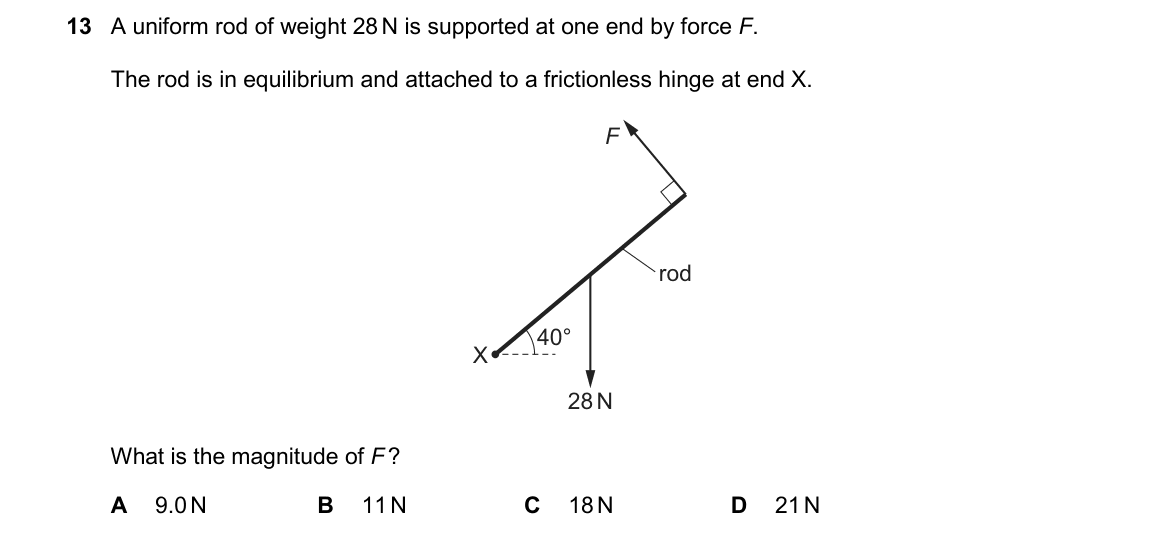 13 A uniform rod of weight 28 N is supported at one end by force F.
The rod is in equilibrium and attached to a frictionless hinge at end X.
F
rod
40°
X
28 N
What is the magnitude of F?
A 9.0 N B 11 N C 18 N D 21 N